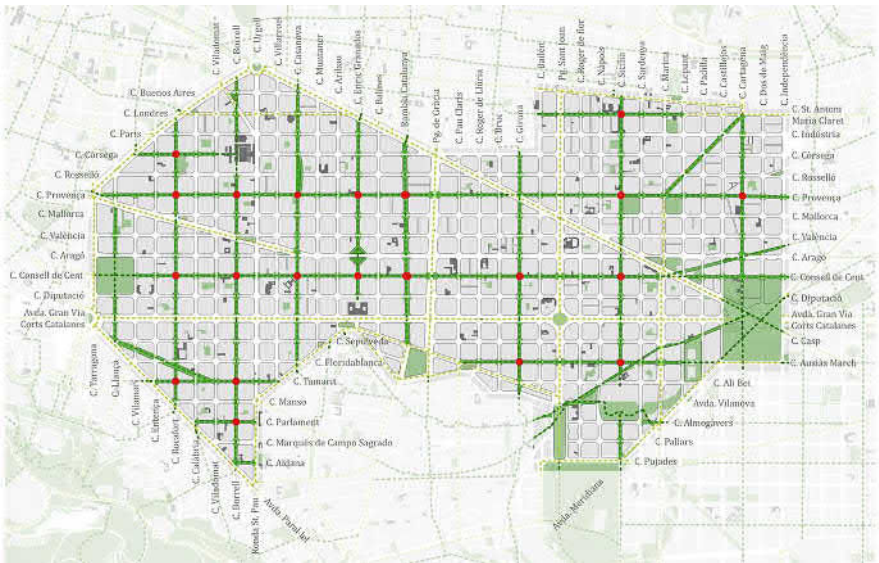 C. Viladomat
C. Borrell
C. Urgell
C. Villarroel
C. Casanova
C. Muntaner
C. Aribau
C. Enric Granados
C. Balmes
Rambla Catalunya
Pg. de Gràcia
C. Pau Claris
C. Roger de Llúria
C. Bruc
C. Girona
C. Bailén
Pg. Sant Joan
C. Roger de flor
C. Nàpols
C. Sicília
C. Sardenya
C. Marina
C. Lepant
C. Padilla
C. Castillejos
C. Cartagena
C. Dos de Maig
C. Independència
C. Buenos Aires
C. Londres
C. París
C. Còrsega
C. Rosselló
C. Provença
C. Mallorca
C. València
C. Aragó
C. Consell de Cent
C. Diputació
Avda. Gran Via
Corts Catalanes
C. St. Antoni
Maria Claret
C. Indústria
C. Còrsega
C. Rosselló
C. Provença
C. Mallorca
C. València
C. Aragó
C. Consell de Cent
C. Diputació
Avda. Gran Via
Corts Catalanes
C. Casp
C. Ausiàs March
C. Ali Bei
Avda. Vilanova
C. Almogàvers
C. Pallars
C. Pujades
Avda. Meridiana
C. Sepúlveda
C. Floridablanca
C. Tamarit
C. Manso
C. Parlament
C. Marquès de Campo Sagrado
C. Aldana
C. Tarragona
C. Llançà
C. Vilamarí
C. Entença
C. Rocafort
C. Calàbria
C. Viladomat
C. Borrell
Ronda St. Pau
Avda. Paral·lel